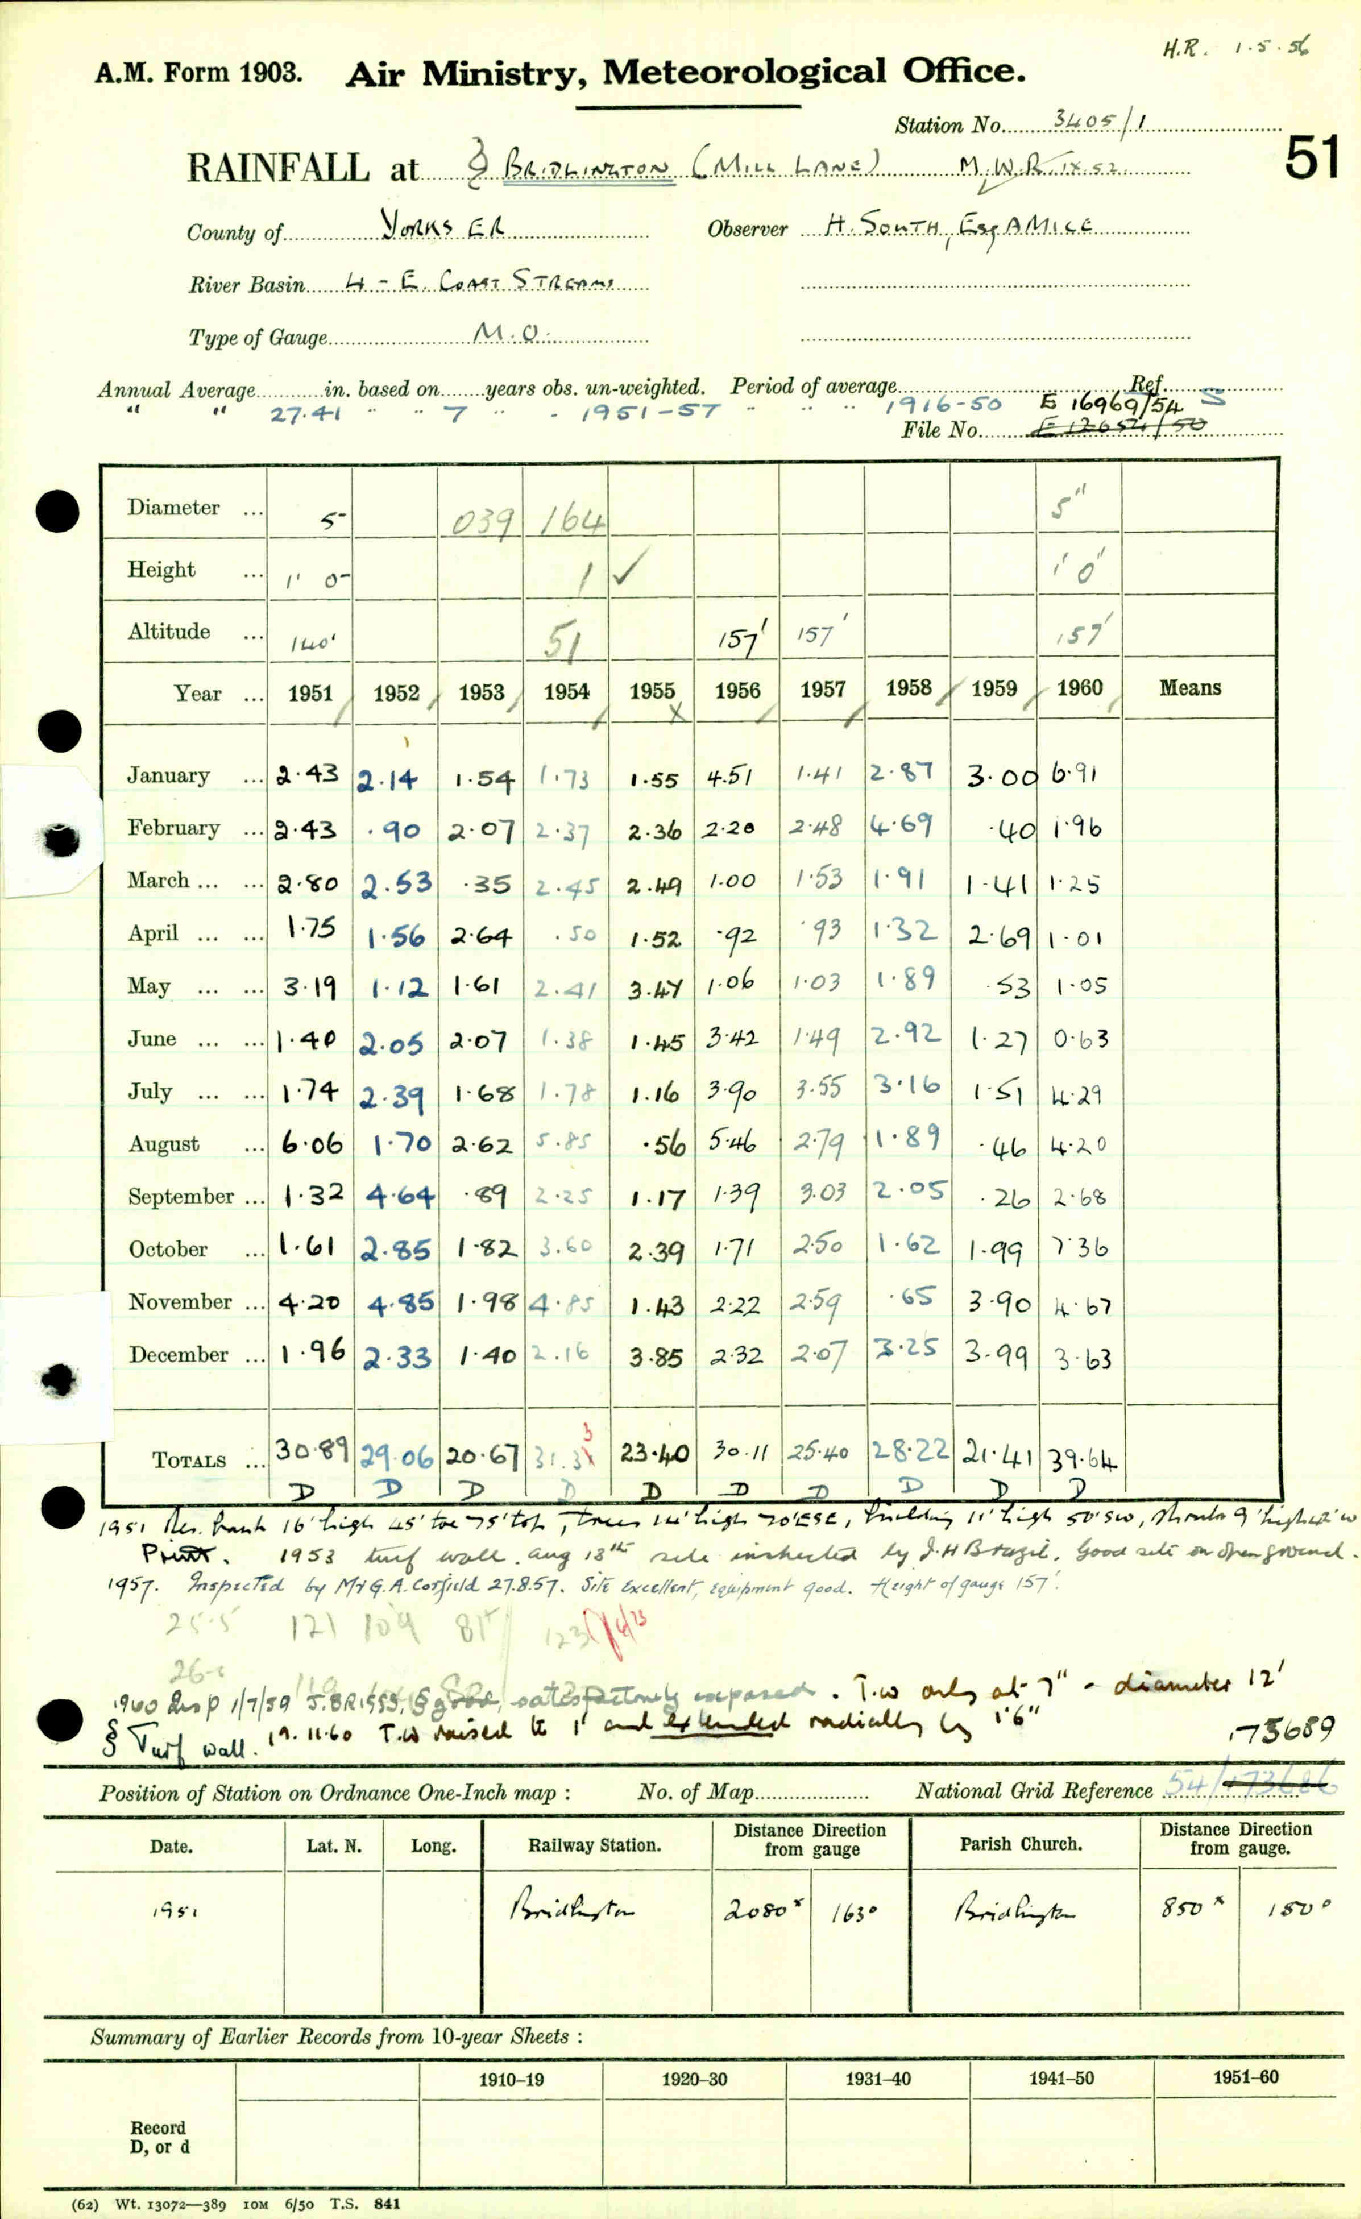 H.R. 1.5.56
A.M. Form 1903. Air Ministry, Meteorological Office.
Station No. 3405/1
51
RAINFALL at § BRIDLINGTON (MILL LANE) M.W.R. IX.52.
County of YORKS ER Observer H. SOUTH, Esq AMICE
River Basin 4 - E. COAST STREAMS
Type of Gauge M.O.
Annual Average in. based on years obs. un-weighted. Period of average Ref.
" " 27.41 " " 7 " - 1951-57 " " " 1916-50 E 16969/54 S
File No. E 12654/50
Diameter ... 5" 039 164 5"
Height ... 1' 0" 1 ✓ 1' 0"
Altitude ... 140' 51 157' 157' 157'
Year ... 1951 1952 1953 1954 1955 1956 1957 1958 1959 1960 Means
January ... 2.43 2.14 1.54 1.73 1.55 4.51 1.41 2.87 3.00 6.91
February ... 2.43 .90 2.07 2.37 2.36 2.20 2.48 4.69 .40 1.96
March ... ... 2.80 2.53 .35 2.45 2.49 1.00 1.53 1.91 1.41 1.25
April ... ... 1.75 1.56 2.64 .50 1.52 .92 .93 1.32 2.69 1.01
May ... ... 3.19 1.12 1.61 2.41 3.47 1.06 1.03 1.89 .53 1.05
June ... ... 1.40 2.05 2.07 1.38 1.45 3.42 1.49 2.92 1.27 0.63
July ... ... 1.74 2.39 1.68 1.78 1.16 3.90 3.55 3.16 1.51 4.29
August ... 6.06 1.70 2.62 5.85 .56 5.46 2.79 1.89 .46 4.20
September ... 1.32 4.64 .89 2.25 1.17 1.39 3.03 2.05 .26 2.68
October ... 1.61 2.85 1.82 3.60 2.39 1.71 2.50 1.62 1.99 7.36
November ... 4.20 4.85 1.98 4.85 1.43 2.22 2.59 .65 3.90 4.67
December ... 1.96 2.33 1.40 2.16 3.85 2.32 2.07 3.25 3.99 3.63
TOTALS ... 30.89 29.06 20.67 31.33 23.40 30.11 25.40 28.22 21.41 39.64
D D D D D D D D D D
1951 Res. bank 16' high 45' toe 75' top, trees 14' high 70' ESE, building 11' high 50' SW, shrubs 9' high 42' W
Print. 1953 turf wall. Aug 18th site inspected by J.H Brazil. Good site on open ground.
1957. Inspected by Mr G.A. Corfield 27.8.57. Site excellent, equipment good. Height of gauge 157'.
25.5 121 109 81 123
26
1960 Insp 1/7/59 J. BRISSS. § good, satisfactorily exposed. T.W only at 7" - diameter 12'
§ Turf wall. 19.11.60 T.W raised to 1' and extended radially by 1'6"
173689
Position of Station on Ordnance One-Inch map : No. of Map National Grid Reference 54/173686
Date. Lat. N. Long. Railway Station. Distance from gauge Direction Parish Church. Distance from gauge. Direction
1951 Bridlington 2080x 163° Bridlington 850x 180°
Summary of Earlier Records from 10-year Sheets :
1910–19 1920–30 1931–40 1941–50 1951–60
Record
D, or d
(62) Wt. 13072—389 10M 6/50 T.S. 841